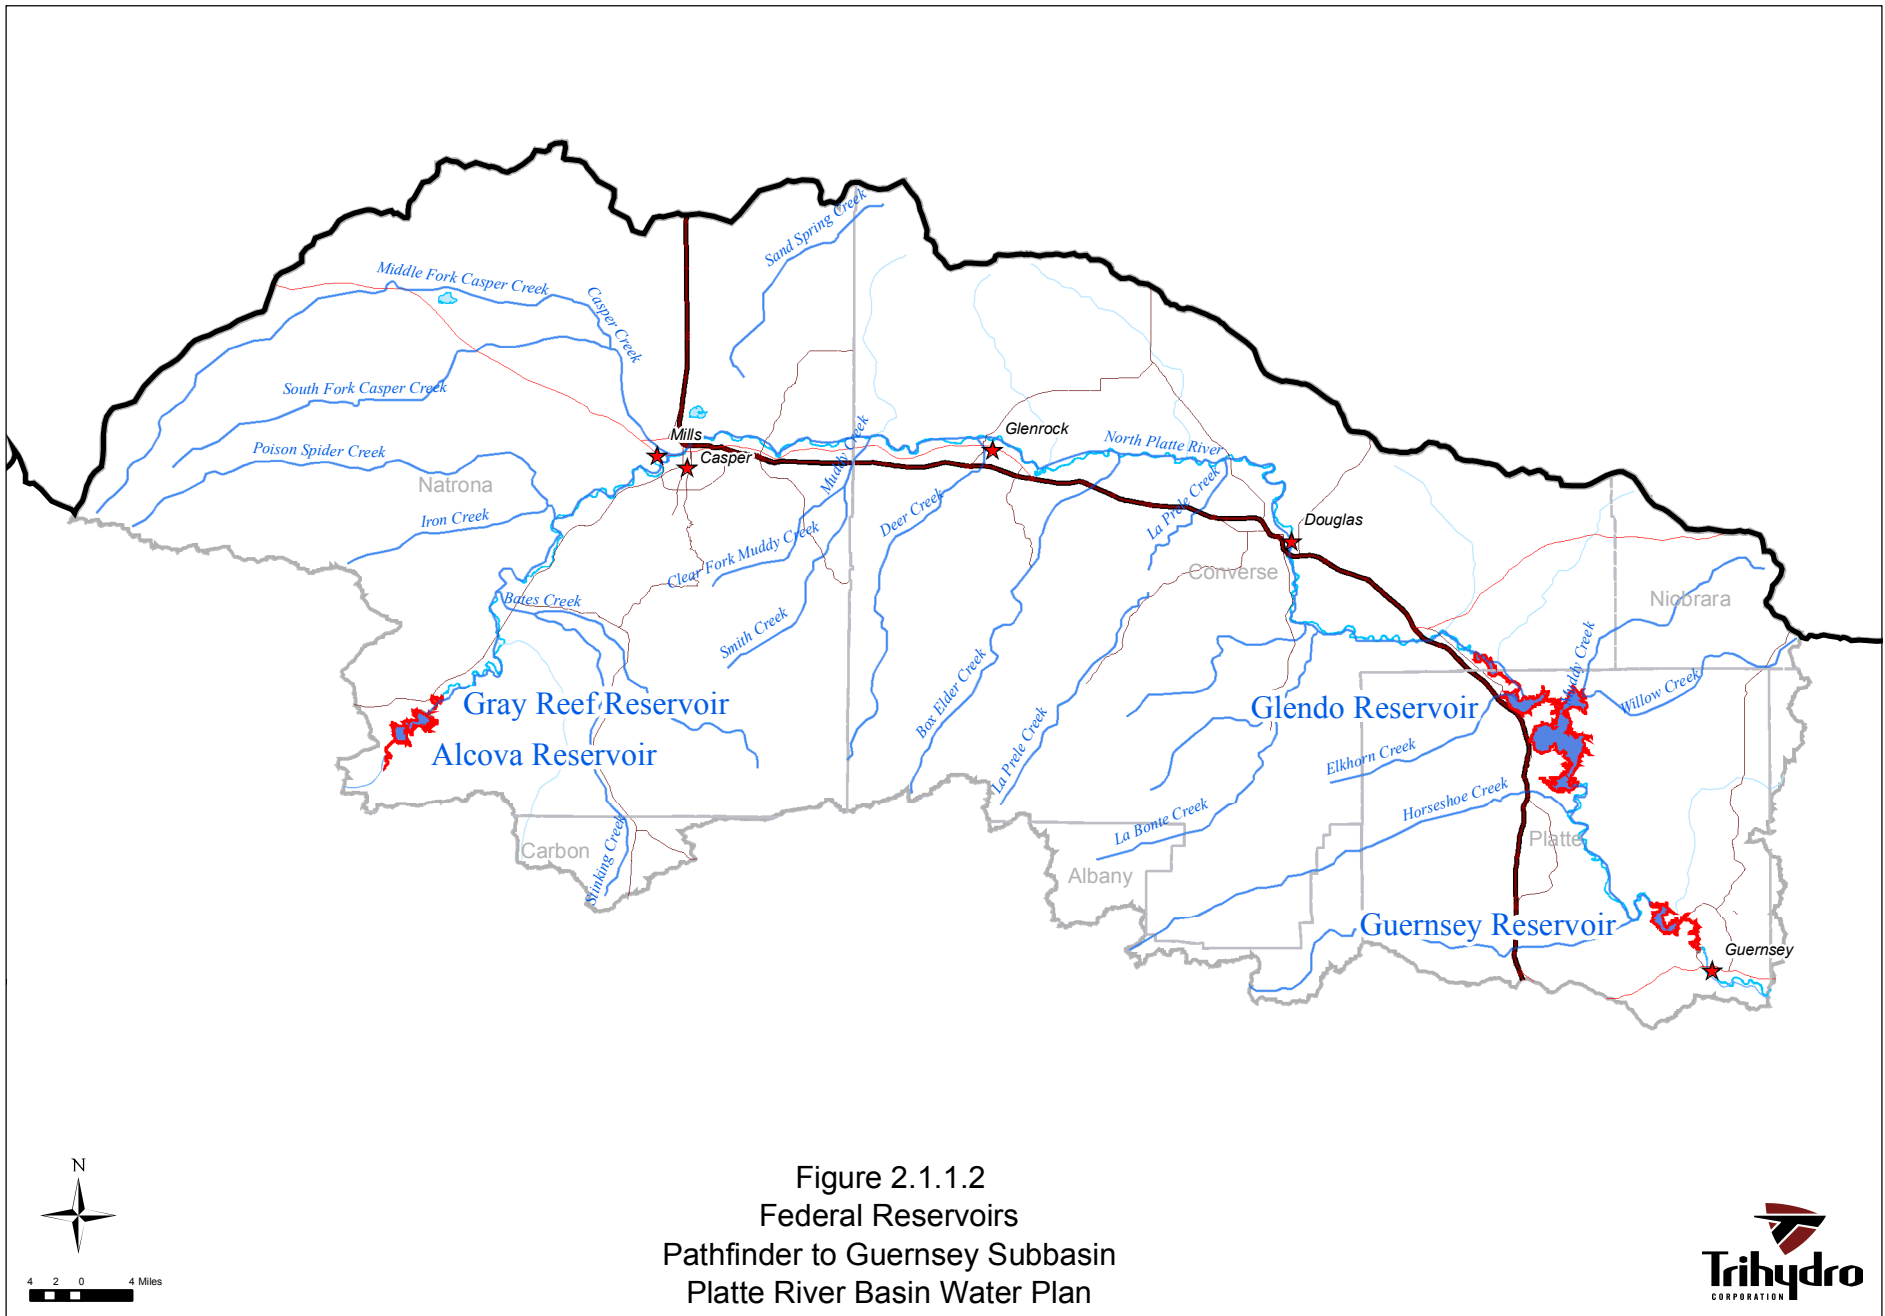 Sand Spring Creek
Middle Fork Casper Creek
Casper Creek
South Fork Casper Creek
Mills
Casper
Glenrock
North Platte River
Muddy Creek
Poison Spider Creek
Natrona
Iron Creek
Deer Creek
La Prele Creek
Douglas
Clear Fork Muddy Creek
Converse
Bates Creek
Smith Creek
Niobrara
Muddy Creek
Willow Creek
Gray Reef Reservoir
Alcova Reservoir
Box Elder Creek
La Prele Creek
Glendo Reservoir
Elkhorn Creek
Horseshoe Creek
La Bonte Creek
Platte
Carbon
Stinking Creek
Albany
Guernsey Reservoir
Guernsey
N
4 2 0 4 Miles
Figure 2.1.1.2
Federal Reservoirs
Pathfinder to Guernsey Subbasin
Platte River Basin Water Plan
Trihydro
CORPORATION